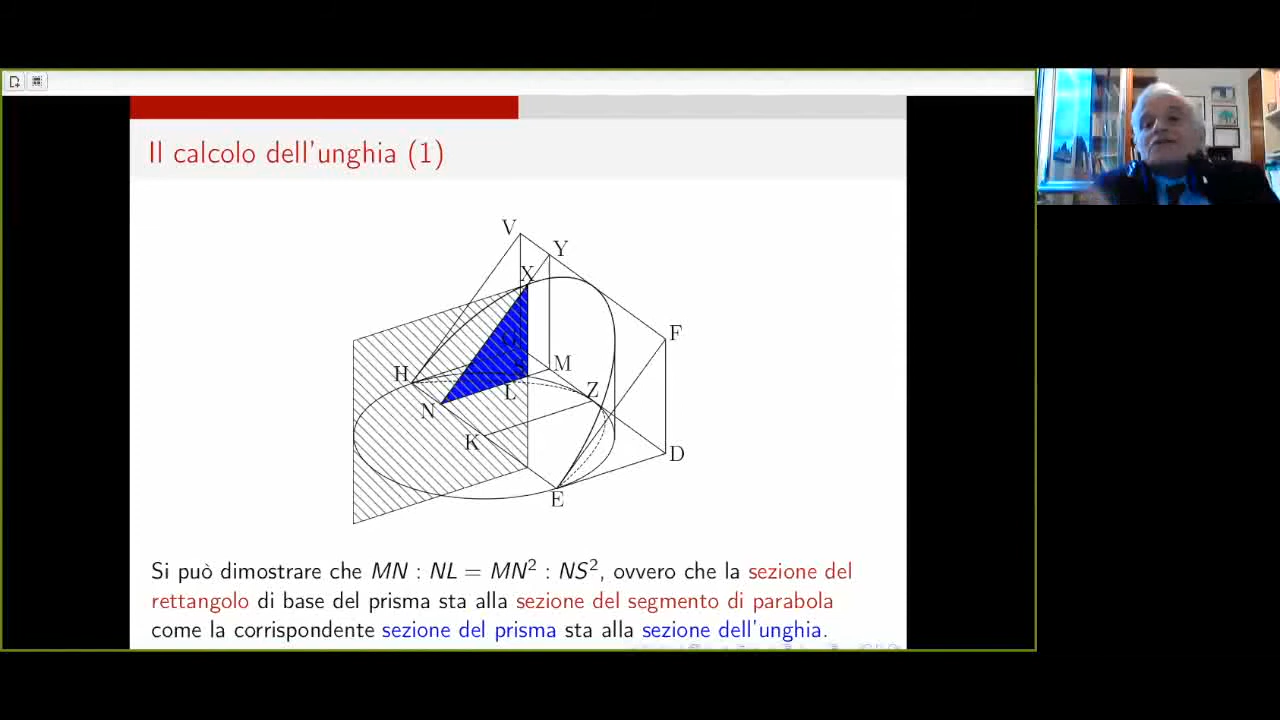 Il calcolo dell'unghia (1)
V
Y
X
F
G
H
S
M
L
Z
N
K
D
E
Si può dimostrare che MN : NL = MN² : NS², ovvero che la sezione del
rettangolo di base del prisma sta alla sezione del segmento di parabola
come la corrispondente sezione del prisma sta alla sezione dell'unghia.